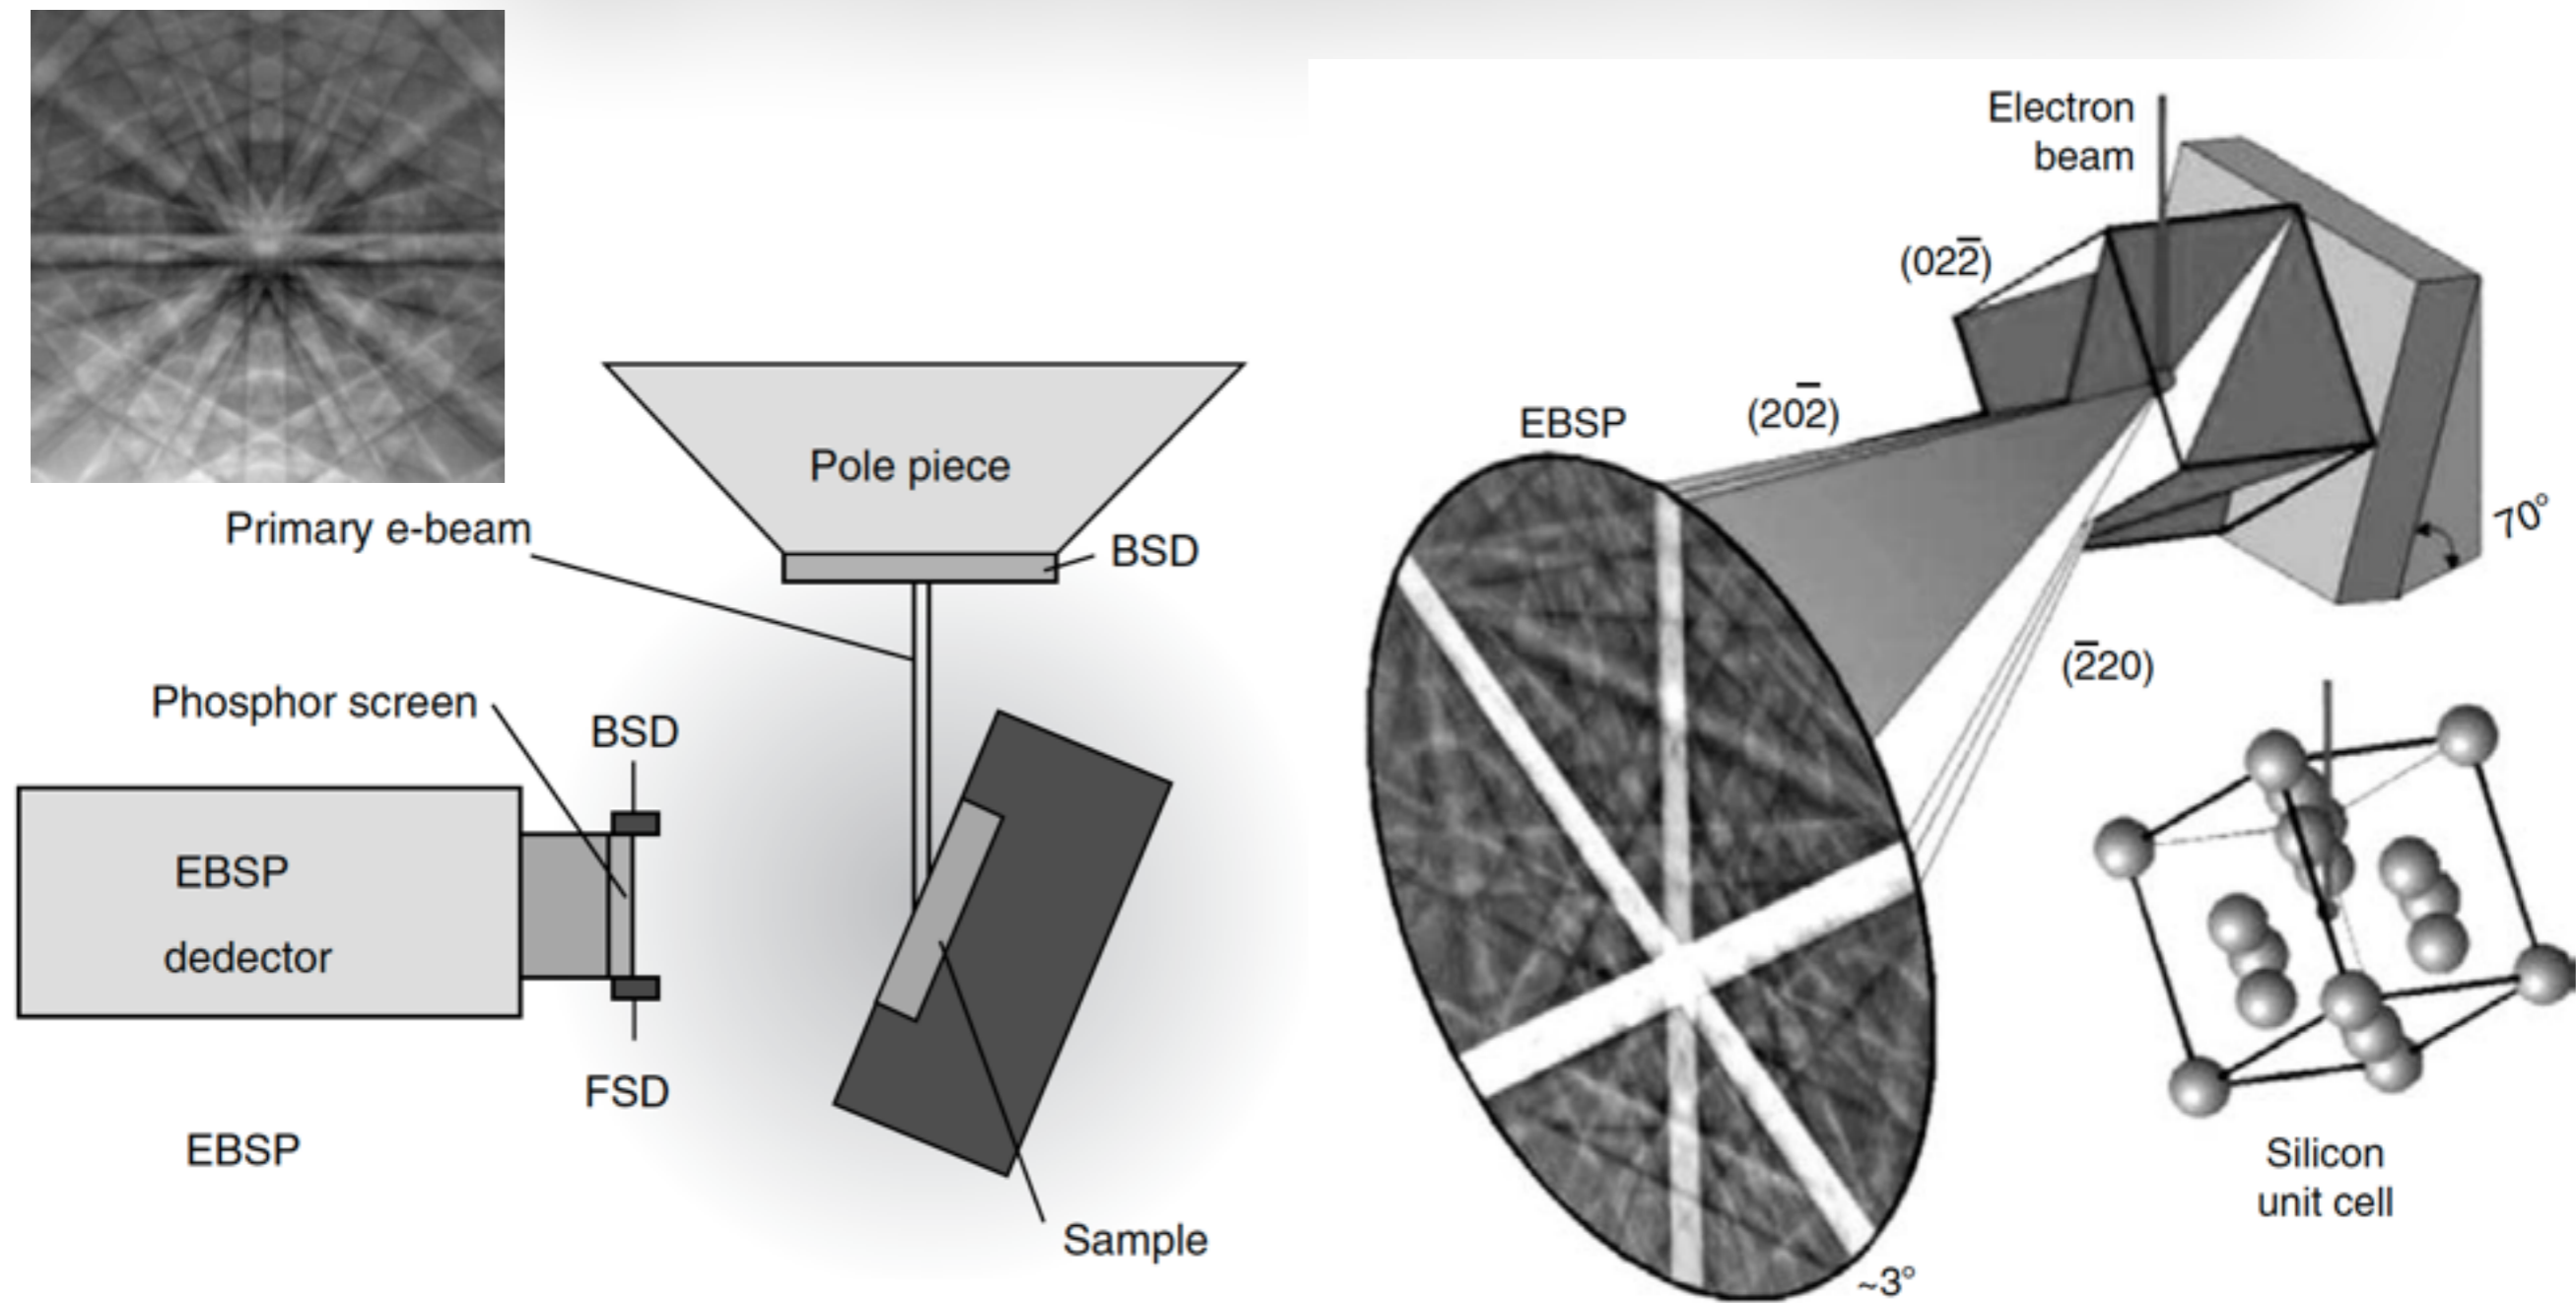 Pole piece
Primary e-beam
BSD
Phosphor screen
BSD
EBSP
dedector
FSD
EBSP
Sample
Electron
beam
(022̅)
(202̅)
EBSP
70°
(2̅20)
~3°
Silicon
unit cell